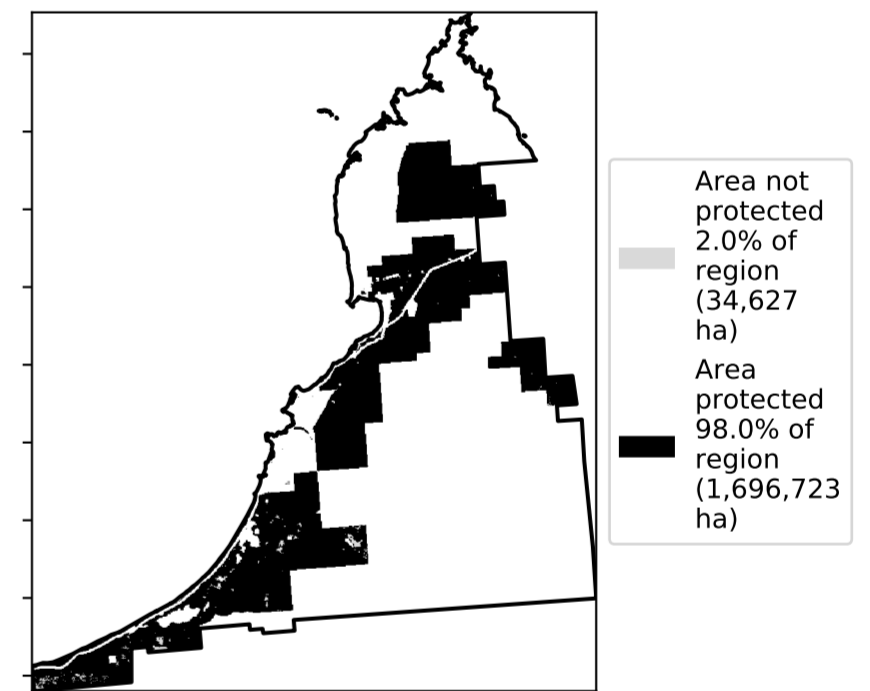 Area not
protected
2.0% of
region
(34,627
ha)
Area
protected
98.0% of
region
(1,696,723
ha)